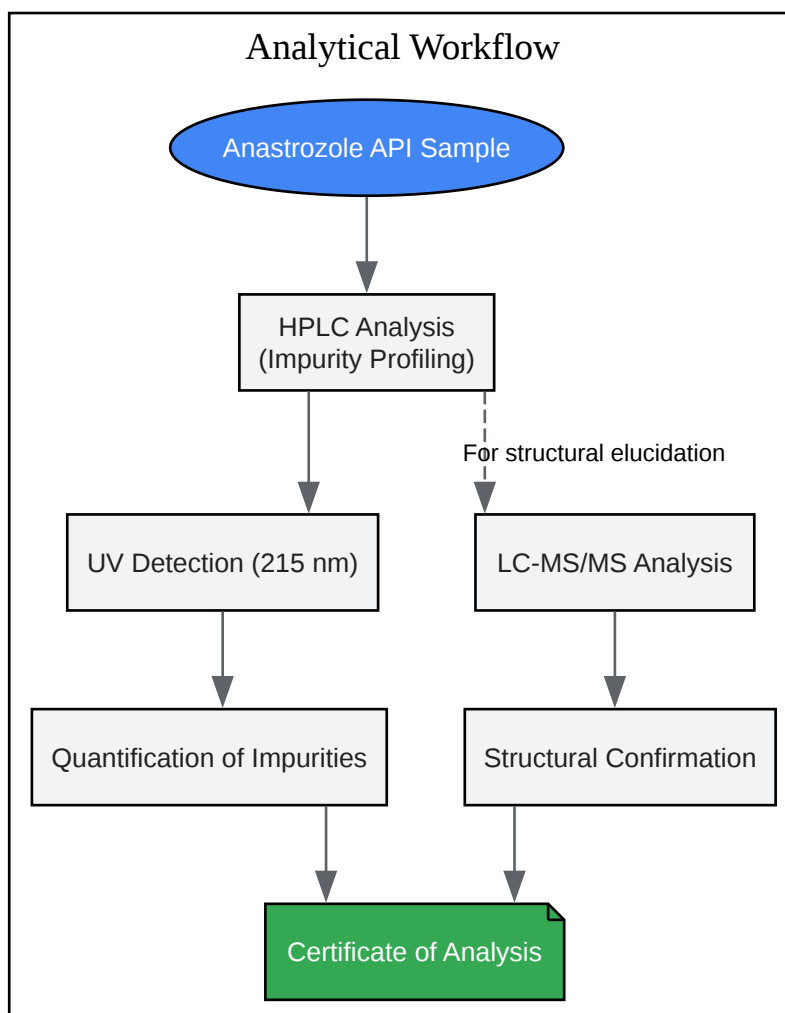 Analytical Workflow
Anastrozole API Sample
HPLC Analysis
(Impurity Profiling)
For structural elucidation
UV Detection (215 nm)
LC-MS/MS Analysis
Quantification of Impurities
Structural Confirmation
Certificate of Analysis